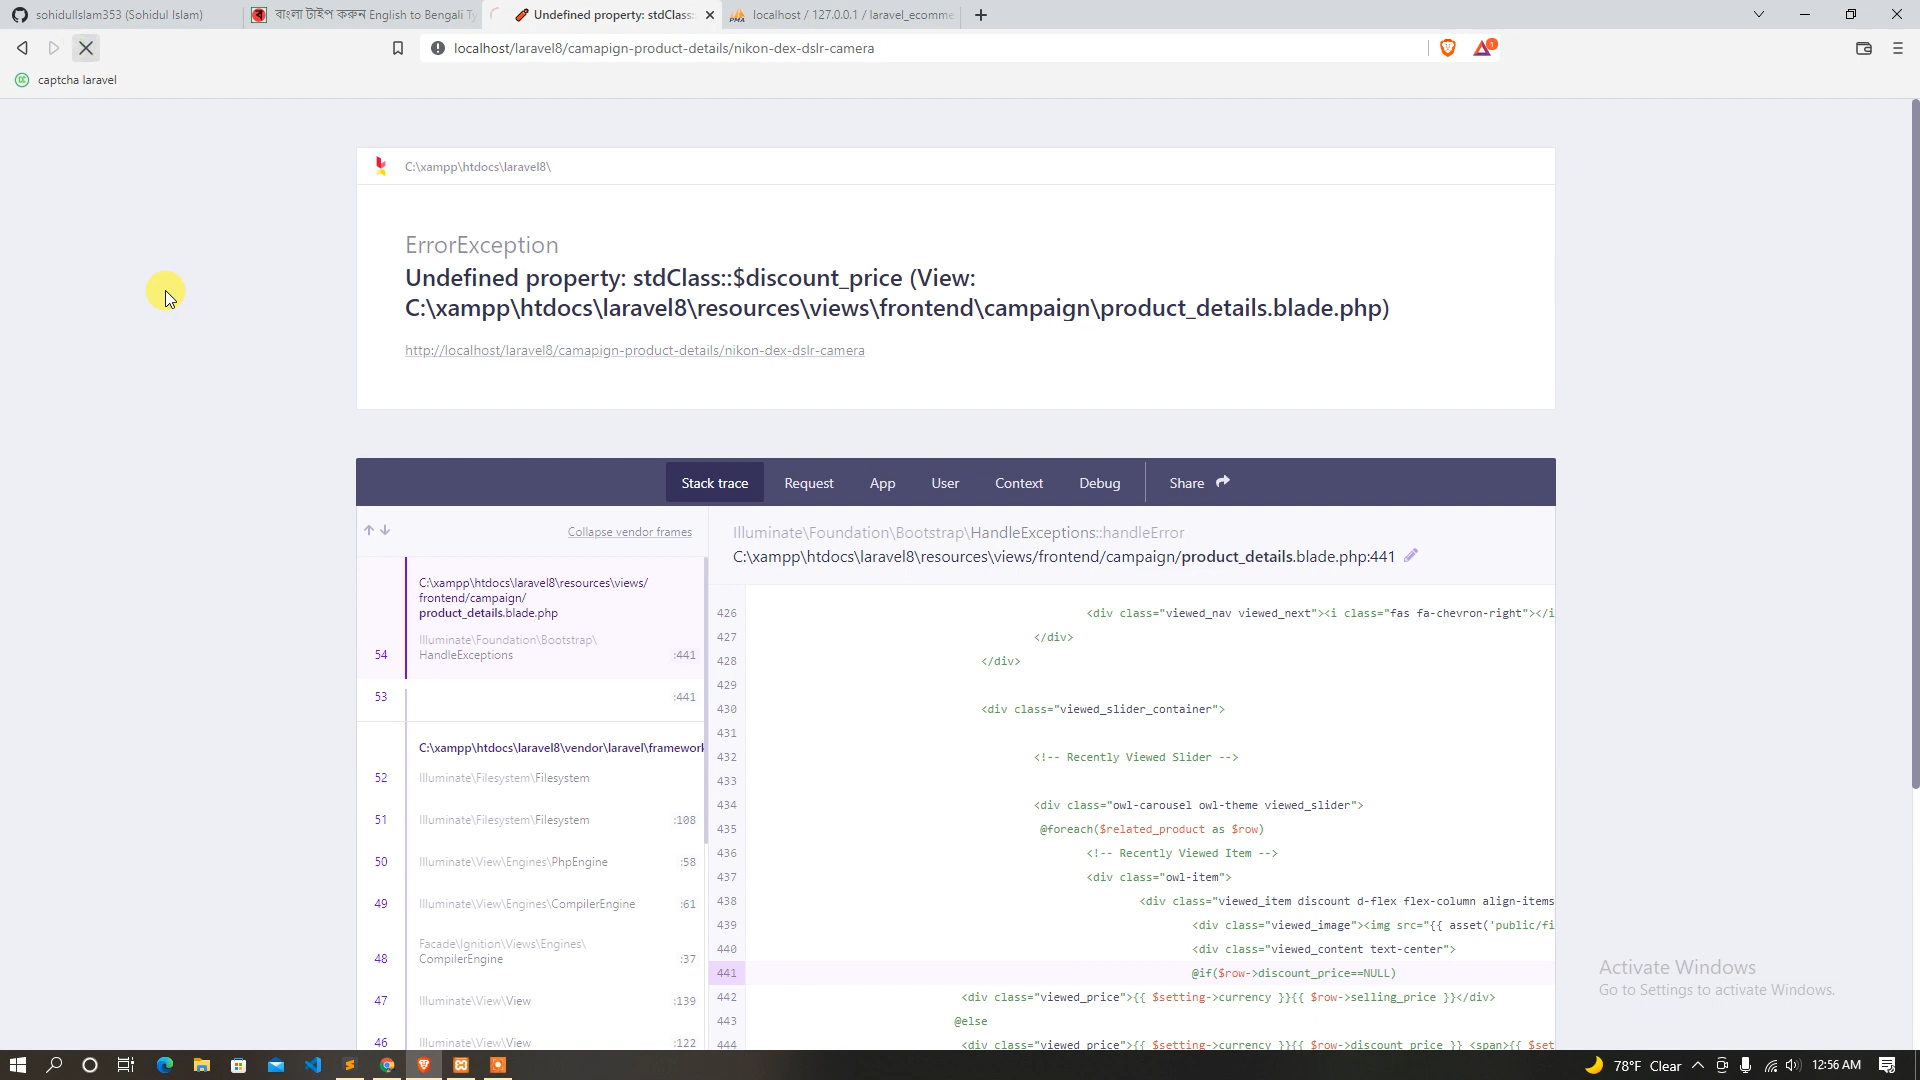 sohidulIslam353 (Sohidul Islam)
বাংলা টাইপ করুন English to Bengali Ty
Undefined property: stdClass:
localhost / 127.0.0.1 / laravel_ecomme
localhost/laravel8/camapign-product-details/nikon-dex-dslr-camera
1
captcha laravel
C:\xampp\htdocs\laravel8\
ErrorException
Undefined property: stdClass::$discount_price (View:
C:\xampp\htdocs\laravel8\resources\views\frontend\campaign\product_details.blade.php)
http://localhost/laravel8/camapign-product-details/nikon-dex-dslr-camera
Stack trace Request App User Context Debug Share
Collapse vendor frames
C:\xampp\htdocs\laravel8\resources\views/
frontend/campaign/
product_details.blade.php
Illuminate\Foundation\Bootstrap\
54 HandleExceptions :441
53 :441
C:\xampp\htdocs\laravel8\vendor\laravel\framework
52 Illuminate\Filesystem\Filesystem
51 Illuminate\Filesystem\Filesystem :108
50 Illuminate\View\Engines\PhpEngine :58
49 Illuminate\View\Engines\CompilerEngine :61
Facade\Ignition\Views\Engines\
48 CompilerEngine :37
47 Illuminate\View\View :139
46 Illuminate\View\View :122
Illuminate\Foundation\Bootstrap\HandleExceptions::handleError
C:\xampp\htdocs\laravel8\resources\views/frontend/campaign/product_details.blade.php:441
426 <div class="viewed_nav viewed_next"><i class="fas fa-chevron-right"></i
427 </div>
428 </div>
429
430 <div class="viewed_slider_container">
431
432 <!-- Recently Viewed Slider -->
433
434 <div class="owl-carousel owl-theme viewed_slider">
435 @foreach($related_product as $row)
436 <!-- Recently Viewed Item -->
437 <div class="owl-item">
438 <div class="viewed_item discount d-flex flex-column align-items
439 <div class="viewed_image"><img src="{{ asset('public/fi
440 <div class="viewed_content text-center">
441 @if($row->discount_price==NULL)
442 <div class="viewed_price">{{ $setting->currency }}{{ $row->selling_price }}</div>
443 @else
444 <div class="viewed_price">{{ $setting->currency }}{{ $row->discount_price }} <span>{{ $set
Activate Windows
Go to Settings to activate Windows.
78°F Clear
12:56 AM